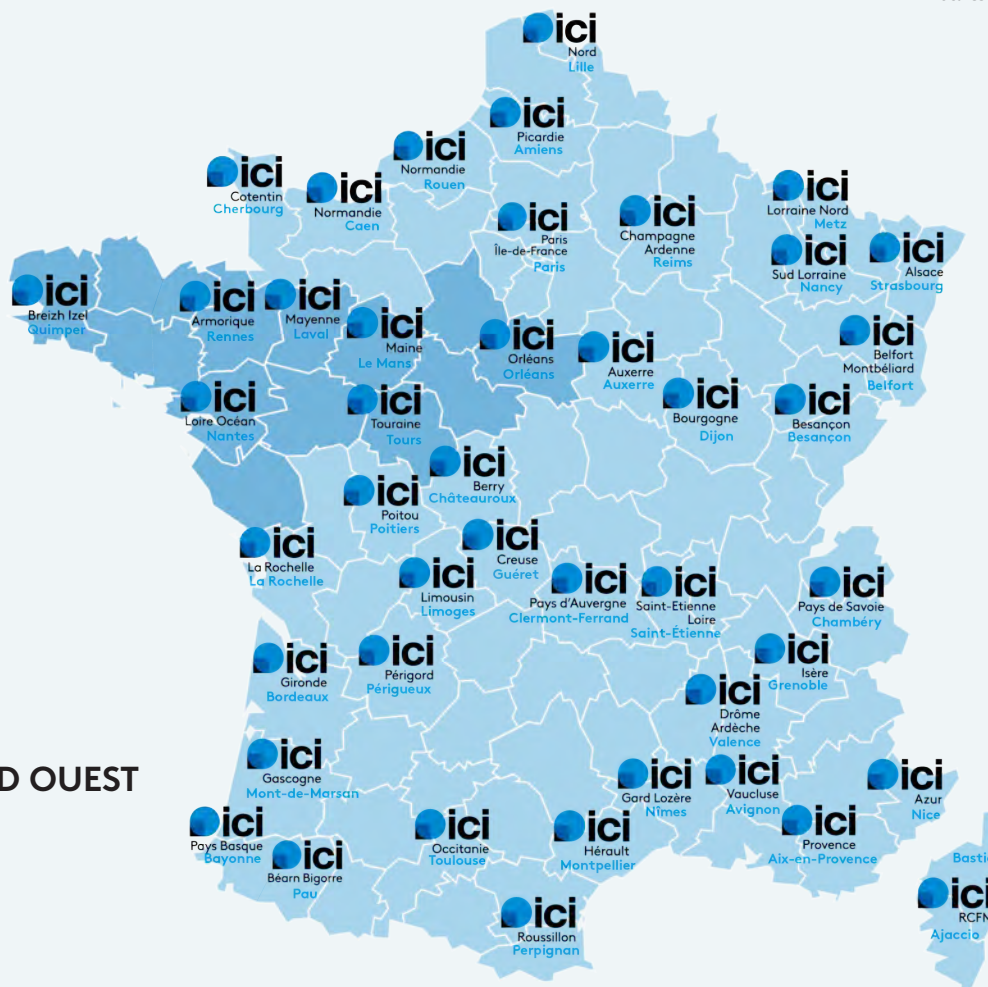 ici
Nord
Lille
ici
Picardie
Amiens
ici
Normandie
Rouen
ici
Cotentin
Cherbourg
ici
Normandie
Caen
ici
Paris
Île-de-France
Paris
ici
Champagne
Ardenne
Reims
ici
Lorraine Nord
Metz
ici
Sud Lorraine
Nancy
ici
Alsace
Strasbourg
ici
Breizh Izel
Quimper
ici
Armorique
Rennes
ici
Mayenne
Laval
ici
Maine
Le Mans
ici
Orléans
Orléans
ici
Auxerre
Auxerre
ici
Belfort
Montbéliard
Belfort
ici
Loire Océan
Nantes
ici
Touraine
Tours
ici
Bourgogne
Dijon
ici
Besançon
Besançon
ici
Berry
Châteauroux
ici
Poitou
Poitiers
ici
La Rochelle
La Rochelle
ici
Creuse
Guéret
ici
Limousin
Limoges
ici
Pays d'Auvergne
Clermont-Ferrand
ici
Saint-Etienne
Loire
Saint-Étienne
ici
Pays de Savoie
Chambéry
ici
Gironde
Bordeaux
ici
Périgord
Périgueux
ici
Isère
Grenoble
ici
Drôme
Ardèche
Valence
D OUEST
ici
Gascogne
Mont-de-Marsan
ici
Gard Lozère
Nîmes
ici
Vaucluse
Avignon
ici
Azur
Nice
ici
Pays Basque
Bayonne
ici
Béarn Bigorre
Pau
ici
Occitanie
Toulouse
ici
Hérault
Montpellier
ici
Provence
Aix-en-Provence
ici
Roussillon
Perpignan
Basti
ici
RCFM
Ajaccio